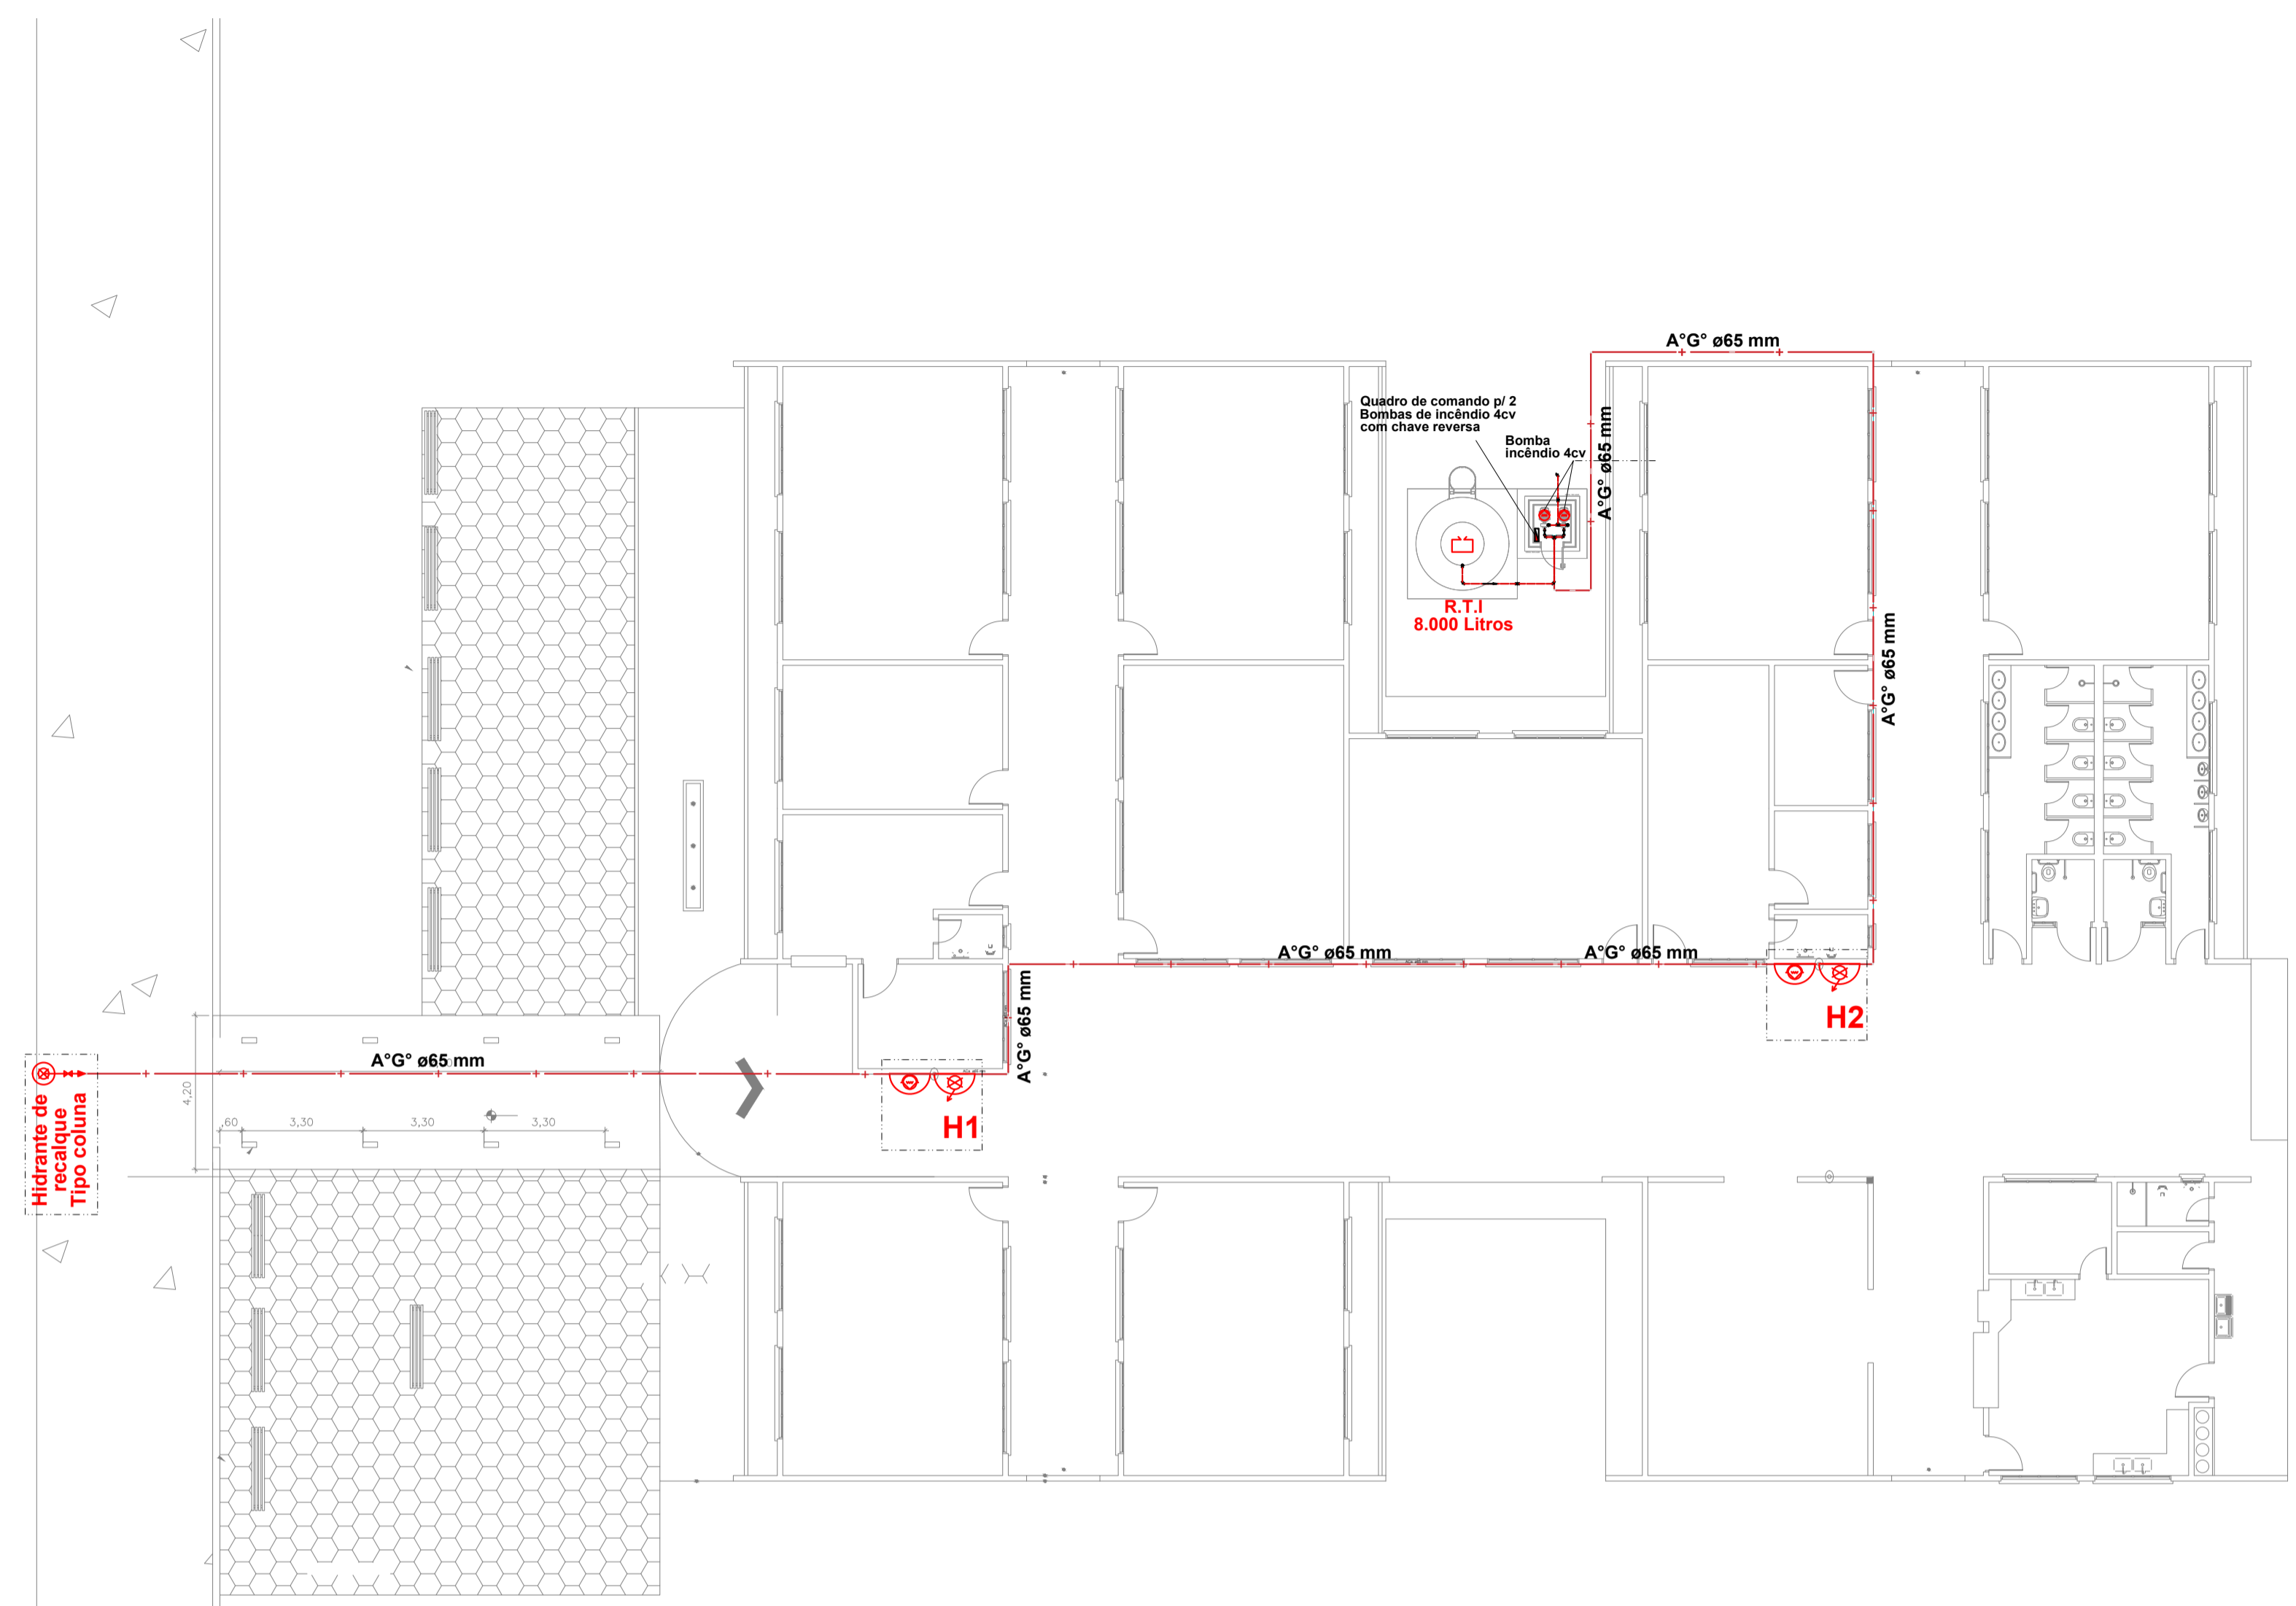 A°G° ø65 mm
Quadro de comando p/ 2
Bombas de incêndio 4cv
com chave reversa
Bomba
incêndio 4cv
A°G° ø65 mm
R.T.I
8.000 Litros
A°G° ø65 mm
A°G° ø65 mm
A°G° ø65 mm
A°G° ø65 mm
H2
A°G° ø65 mm
H1
4,20
,60
3,30
3,30
3,30
Hidrante de
recalque
Tipo coluna